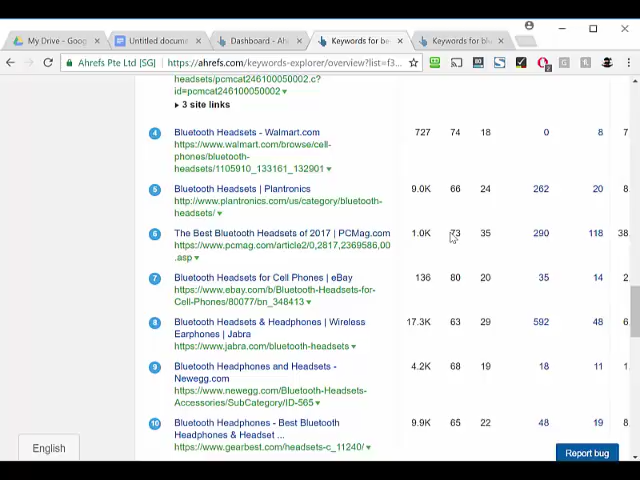 My Drive - Goog
Untitled docume
Dashboard - Ah
Keywords for be
Keywords for bl
Ahrefs Pte Ltd [SG] https://ahrefs.com/keywords-explorer/overview?list=f3...
headsets/pcmcat246100050002.c?
id=pcmcat246100050002
3 site links
4 Bluetooth Headsets - Walmart.com 727 74 18 0 8 7.
https://www.walmart.com/browse/cell-
phones/bluetooth-
headsets/1105910_133161_132901
5 Bluetooth Headsets | Plantronics 9.0K 66 24 262 20 8.
http://www.plantronics.com/us/category/bluetooth-
headsets/
6 The Best Bluetooth Headsets of 2017 | PCMag.com 1.0K 73 35 290 118 38.
https://www.pcmag.com/article2/0,2817,2369586,00
.asp
7 Bluetooth Headsets for Cell Phones | eBay 136 80 20 35 14 2.
https://www.ebay.com/b/Bluetooth-Headsets-for-
Cell-Phones/80077/bn_348413
8 Bluetooth Headsets & Headphones | Wireless 17.3K 63 29 592 48 6.
Earphones | Jabra
https://www.jabra.com/bluetooth-headsets
9 Bluetooth Headphones and Headsets - 4.2K 68 19 18 11 1.
Newegg.com
https://www.newegg.com/Bluetooth-Headsets-
Accessories/SubCategory/ID-565
10 Bluetooth Headphones - Best Bluetooth 9.9K 65 22 48 19 8.
Headphones & Headset ...
https://www.gearbest.com/headsets-c_11240/
English
Report bug